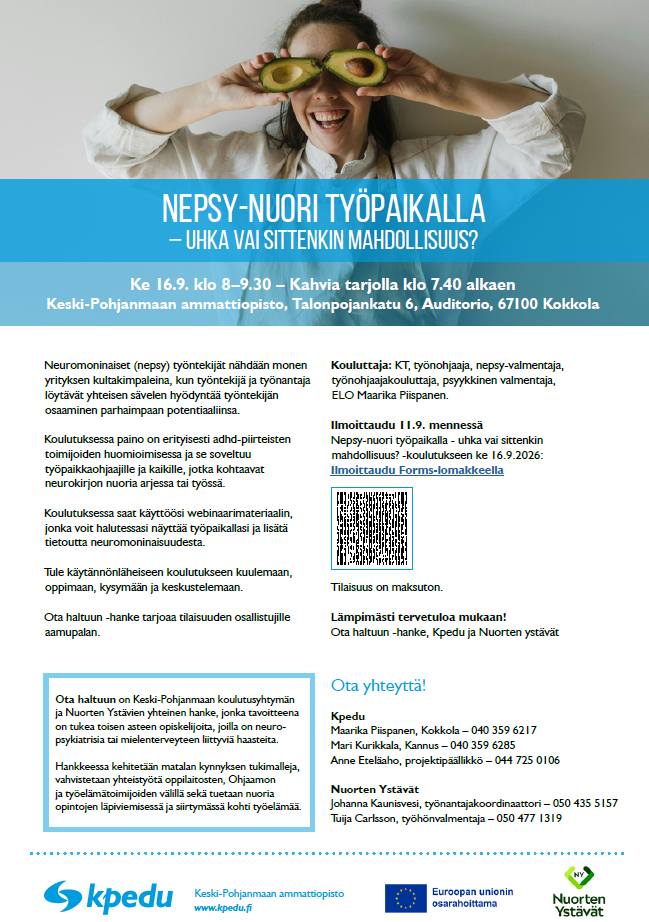 NEPSY-NUORI TYÖPAIKALLA
– UHKA VAI SITTENKIN MAHDOLLISUUS?
Ke 16.9. klo 8–9.30 – Kahvia tarjolla klo 7.40 alkaen
Keski-Pohjanmaan ammattiopisto, Talonpojankatu 6, Auditorio, 67100 Kokkola
Neuromoninaiset (nepsy) työntekijät nähdään monen
yrityksen kultakimpaleina, kun työntekijä ja työnantaja
löytävät yhteisen sävelen hyödyntää työntekijän
osaaminen parhaimpaan potentiaaliinsa.
Koulutuksessa paino on erityisesti adhd-piirteisten
toimijoiden huomioimisessa ja se soveltuu
työpaikkaohjaajille ja kaikille, jotka kohtaavat
neurokirjon nuoria arjessa tai työssä.
Koulutuksessa saat käyttöösi webinaarimateriaalin,
jonka voit halutessasi näyttää työpaikallasi ja lisätä
tietoutta neuromoninaisuudesta.
Tule käytännönläheiseen koulutukseen kuulemaan,
oppimaan, kysymään ja keskustelemaan.
Ota haltuun -hanke tarjoaa tilaisuuden osallistujille
aamupalan.
Kouluttaja: KT, työnohjaaja, nepsy-valmentaja,
työnohjaajakouluttaja, psyykkinen valmentaja,
ELO Maarika Piispanen.
Ilmoittaudu 11.9. mennessä
Nepsy-nuori työpaikalla - uhka vai sittenkin
mahdollisuus? -koulutukseen ke 16.9.2026:
Ilmoittaudu Forms-lomakkeella
Tilaisuus on maksuton.
Lämpimästi tervetuloa mukaan!
Ota haltuun -hanke, Kpedu ja Nuorten ystävät
Ota haltuun on Keski-Pohjanmaan koulutusyhtymän
ja Nuorten Ystävien yhteinen hanke, jonka tavoitteena
on tukea toisen asteen opiskelijoita, joilla on neuro-
psykiatrisia tai mielenterveyteen liittyviä haasteita.
Hankkeessa kehitetään matalan kynnyksen tukimalleja,
vahvistetaan yhteistyötä oppilaitosten, Ohjaamon
ja työelämätoimijoiden välillä sekä tuetaan nuoria
opintojen läpiviemisessä ja siirtymässä kohti työelämää.
Ota yhteyttä!
Kpedu
Maarika Piispanen, Kokkola – 040 359 6217
Mari Kurikkala, Kannus – 040 359 6285
Anne Eteläaho, projektipäällikkö – 044 725 0106
Nuorten Ystävät
Johanna Kaunisvesi, työnantajakoordinaattori – 050 435 5157
Tuija Carlsson, työhönvalmentaja – 050 477 1319
kpedu
Keski-Pohjanmaan ammattiopisto
www.kpedu.fi
Euroopan unionin
osarahoittama
NY
Nuorten
Ystävät